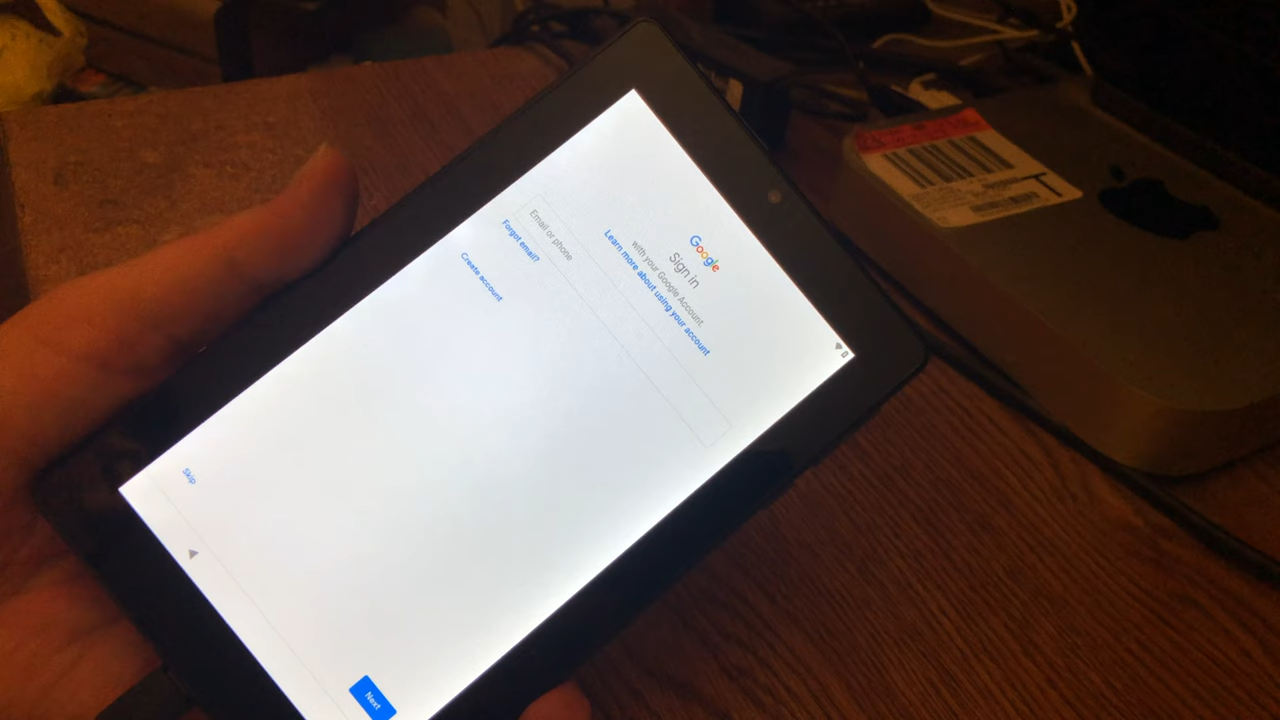 Google
Sign in
with your Google Account.
Learn more about using your account
Email or phone
Forgot email?
Create account
Skip
Next
T